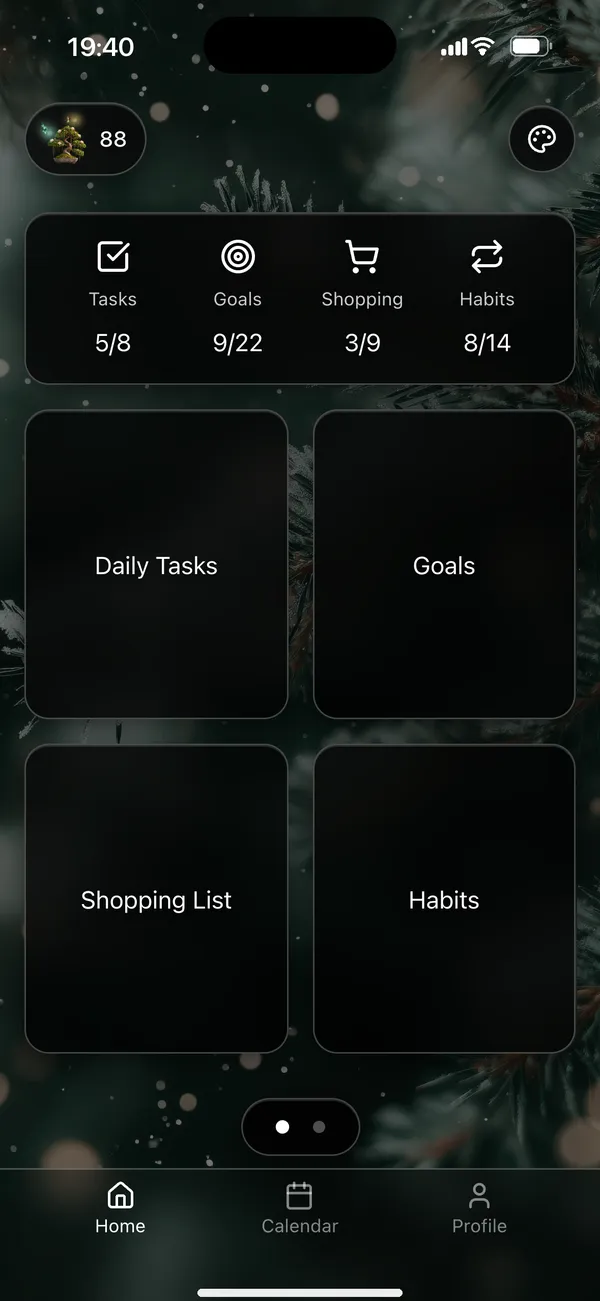 19:40
88
Tasks Goals Shopping Habits
5/8 9/22 3/9 8/14
Daily Tasks Goals
Shopping List Habits
Home Calendar Profile